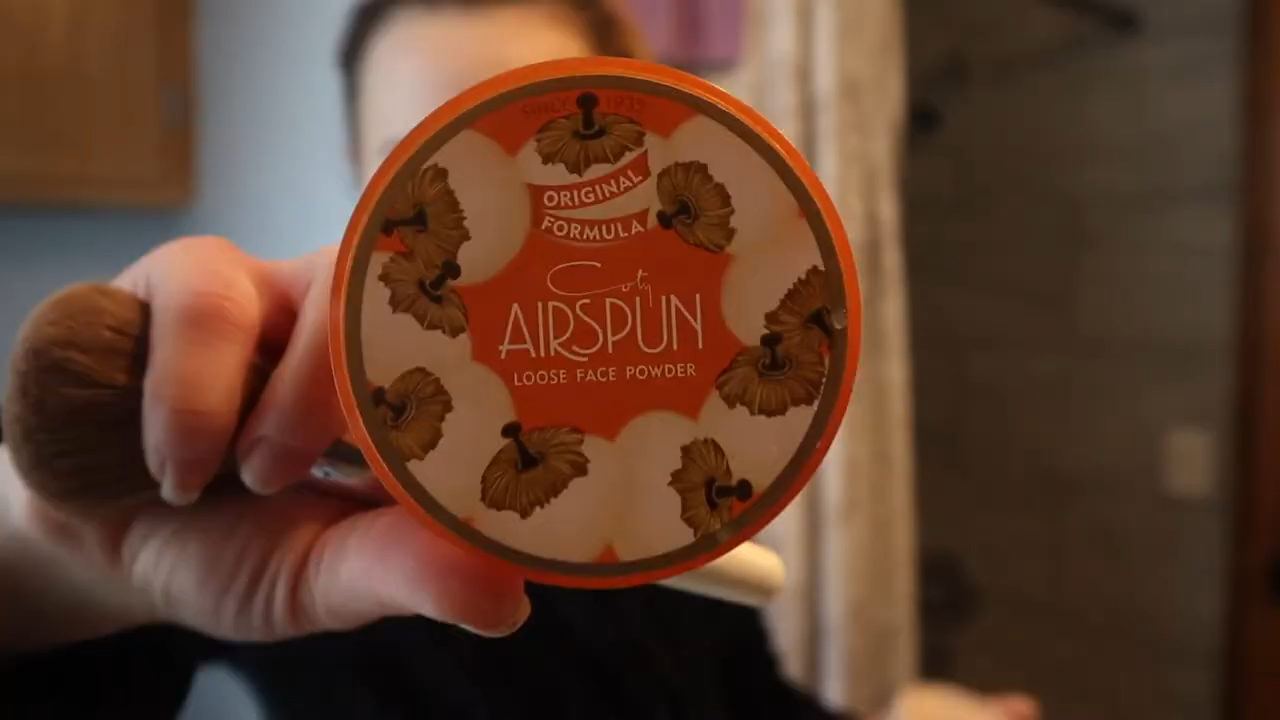 SINCE 1935
ORIGINAL
FORMULA
Coty
AIRSPUN
LOOSE FACE POWDER